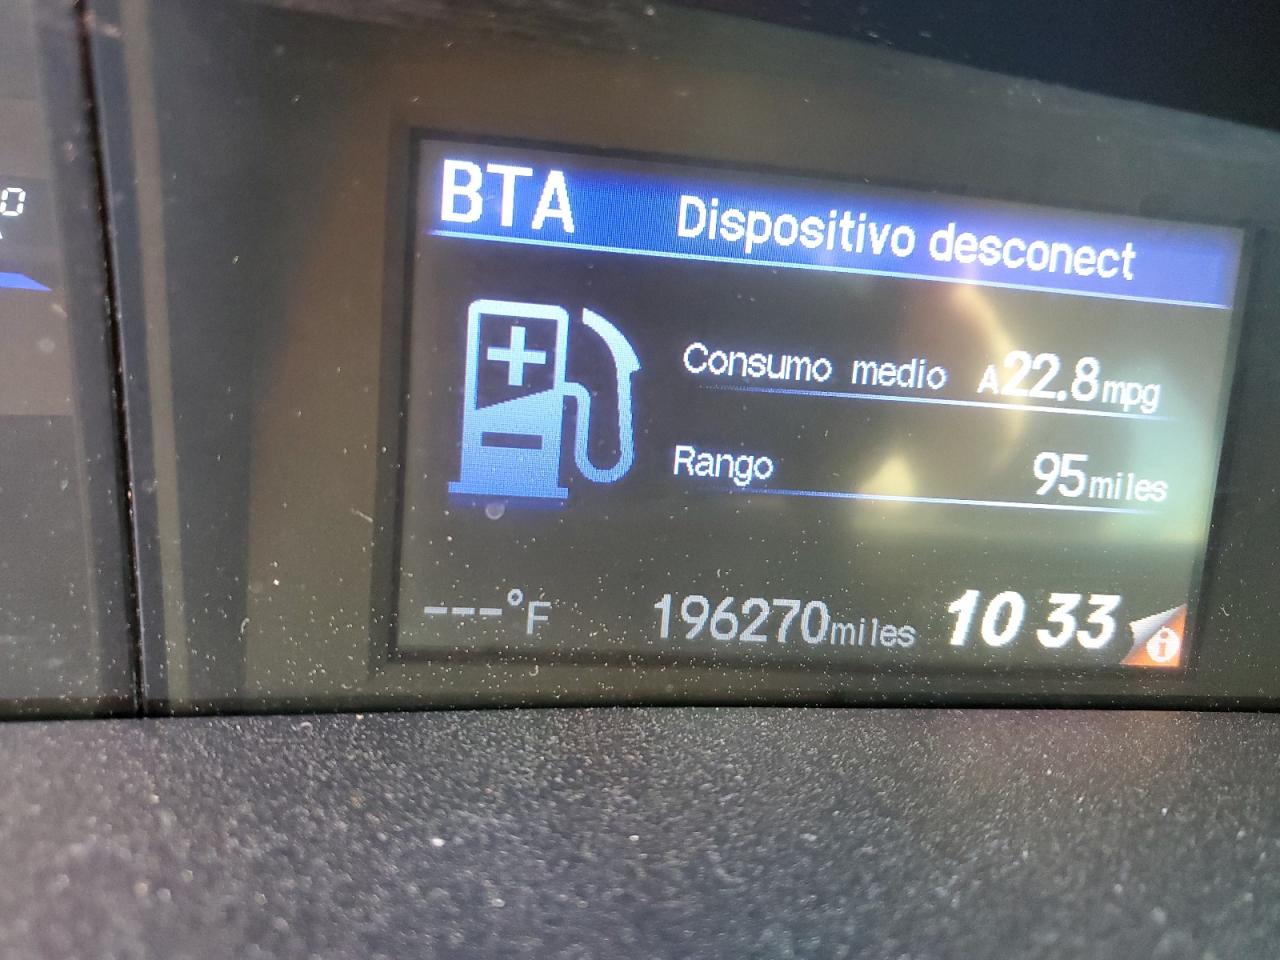 BTA Dispositivo desconect
Consumo medio A22.8mpg
Rango 95miles
---°F 196270miles 10 33